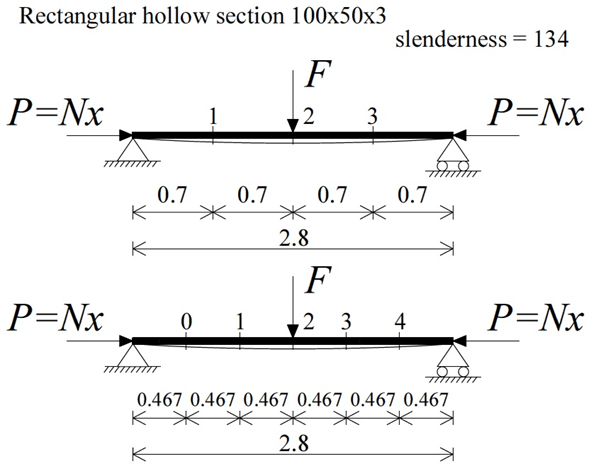 Rectangular hollow section 100x50x3
slenderness = 134
F
P=Nx P=Nx
1 2 3
0.7 0.7 0.7 0.7
2.8
F
P=Nx P=Nx
0 1 2 3 4
0.467 0.467 0.467 0.467 0.467 0.467
2.8